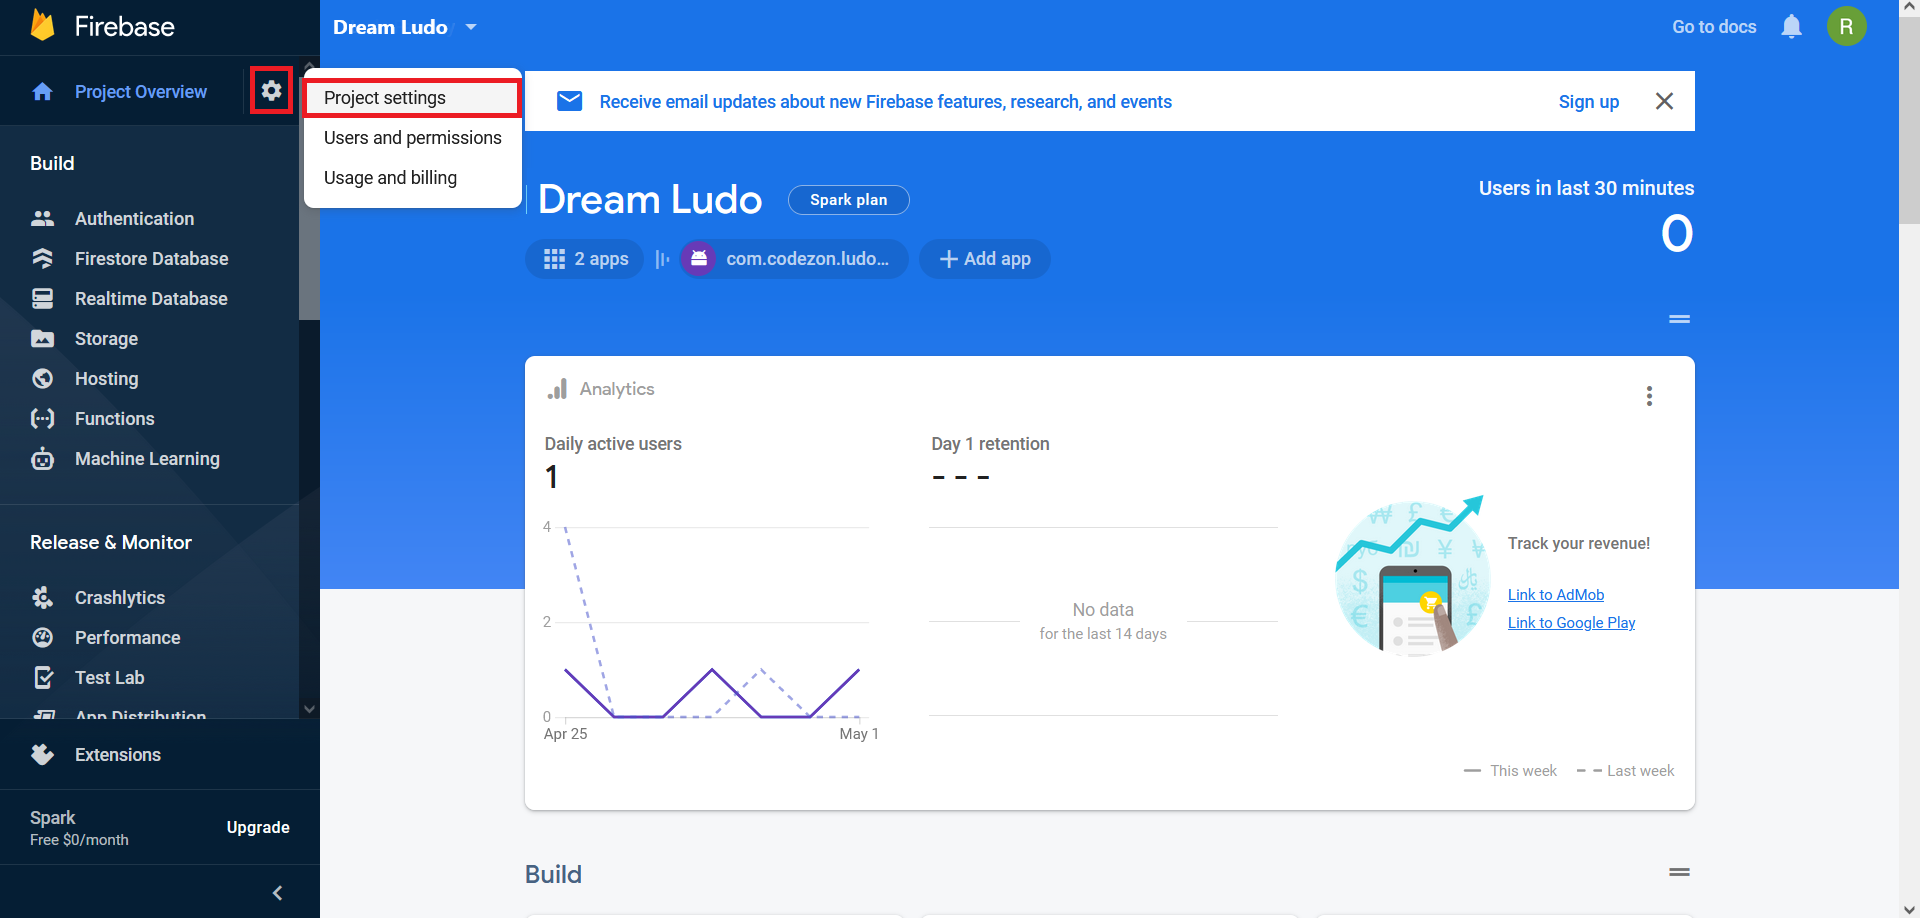 Firebase
Dream Ludo
Go to docs
R
Project Overview
Project settings
Users and permissions
Usage and billing
Receive email updates about new Firebase features, research, and events
Sign up
Build
Authentication
Firestore Database
Realtime Database
Storage
Hosting
Functions
Machine Learning
Release & Monitor
Crashlytics
Performance
Test Lab
App Distribution
Extensions
Spark
Free $0/month
Upgrade
Dream Ludo
Spark plan
Users in last 30 minutes
0
2 apps
com.codezon.ludo...
Add app
Analytics
Daily active users
1
Day 1 retention
- - -
4
2
0
Apr 25
May 1
No data
for the last 14 days
Track your revenue!
Link to AdMob
Link to Google Play
This week
Last week
Build